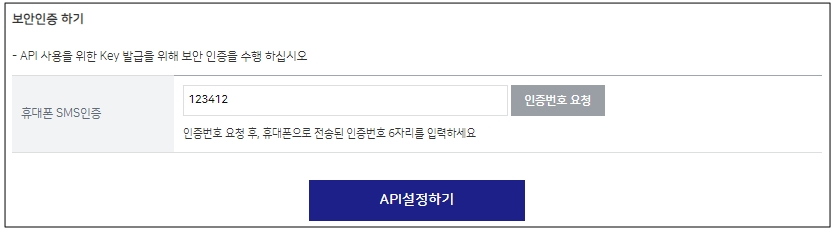 보안인증 하기
- API 사용을 위한 Key 발급을 위해 보안 인증을 수행 하십시오
휴대폰 SMS인증
123412
인증번호 요청
인증번호 요청 후, 휴대폰으로 전송된 인증번호 6자리를 입력하세요
API설정하기